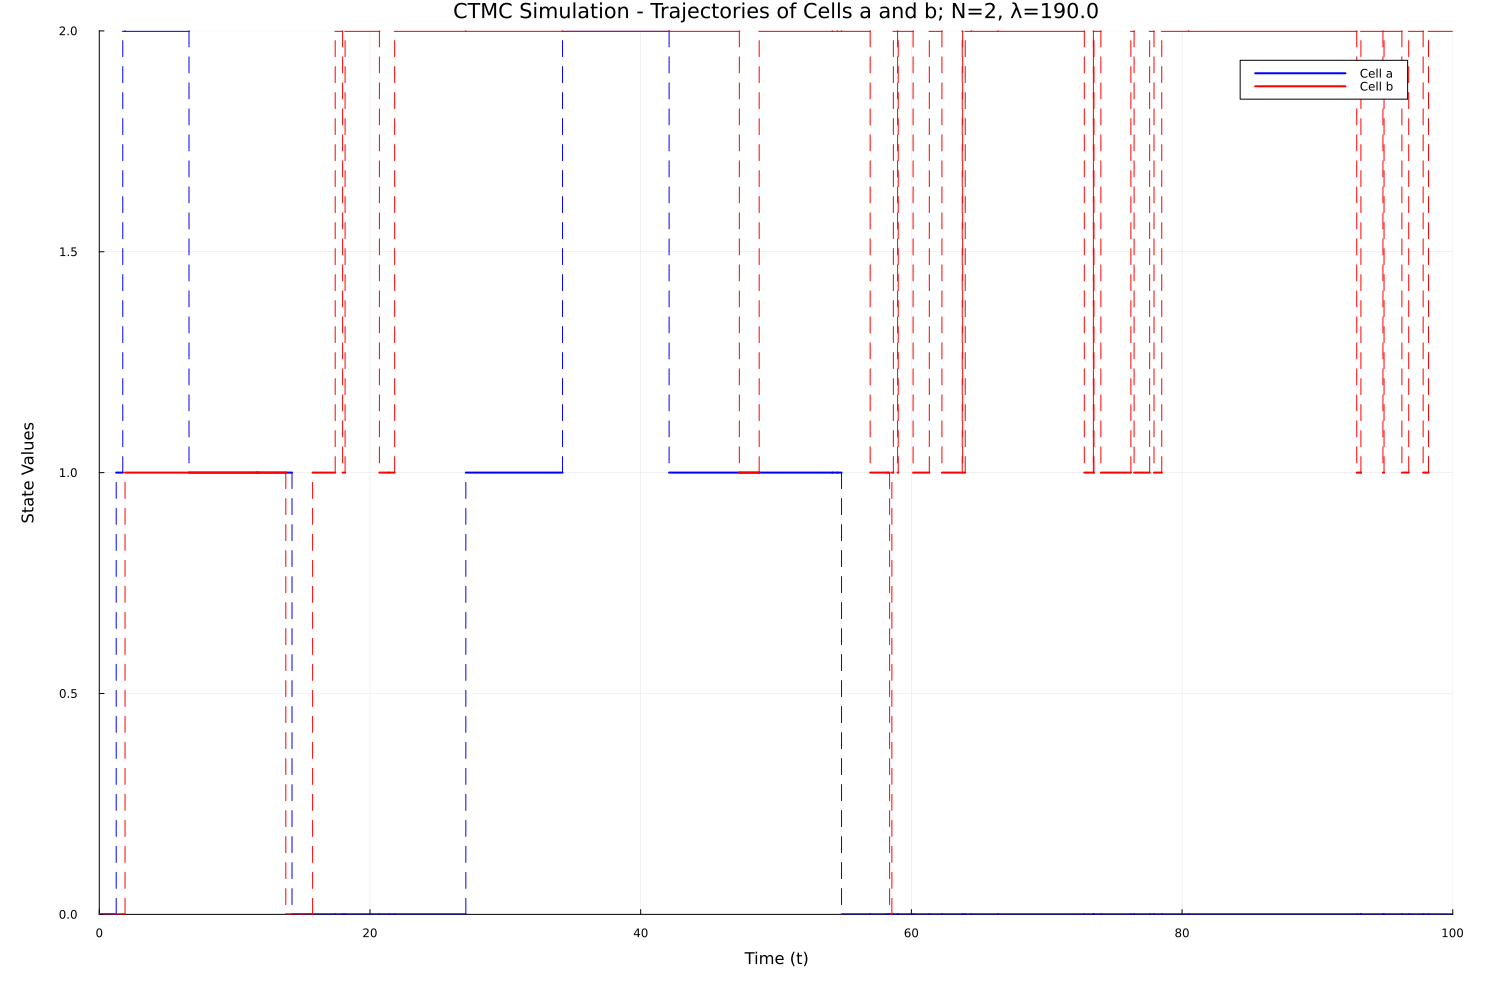 CTMC Simulation - Trajectories of Cells a and b; N=2, λ=190.0
2.0
Cell a
Cell b
1.5
1.0
State Values
0.5
0.0
0 20 40 60 80 100
Time (t)